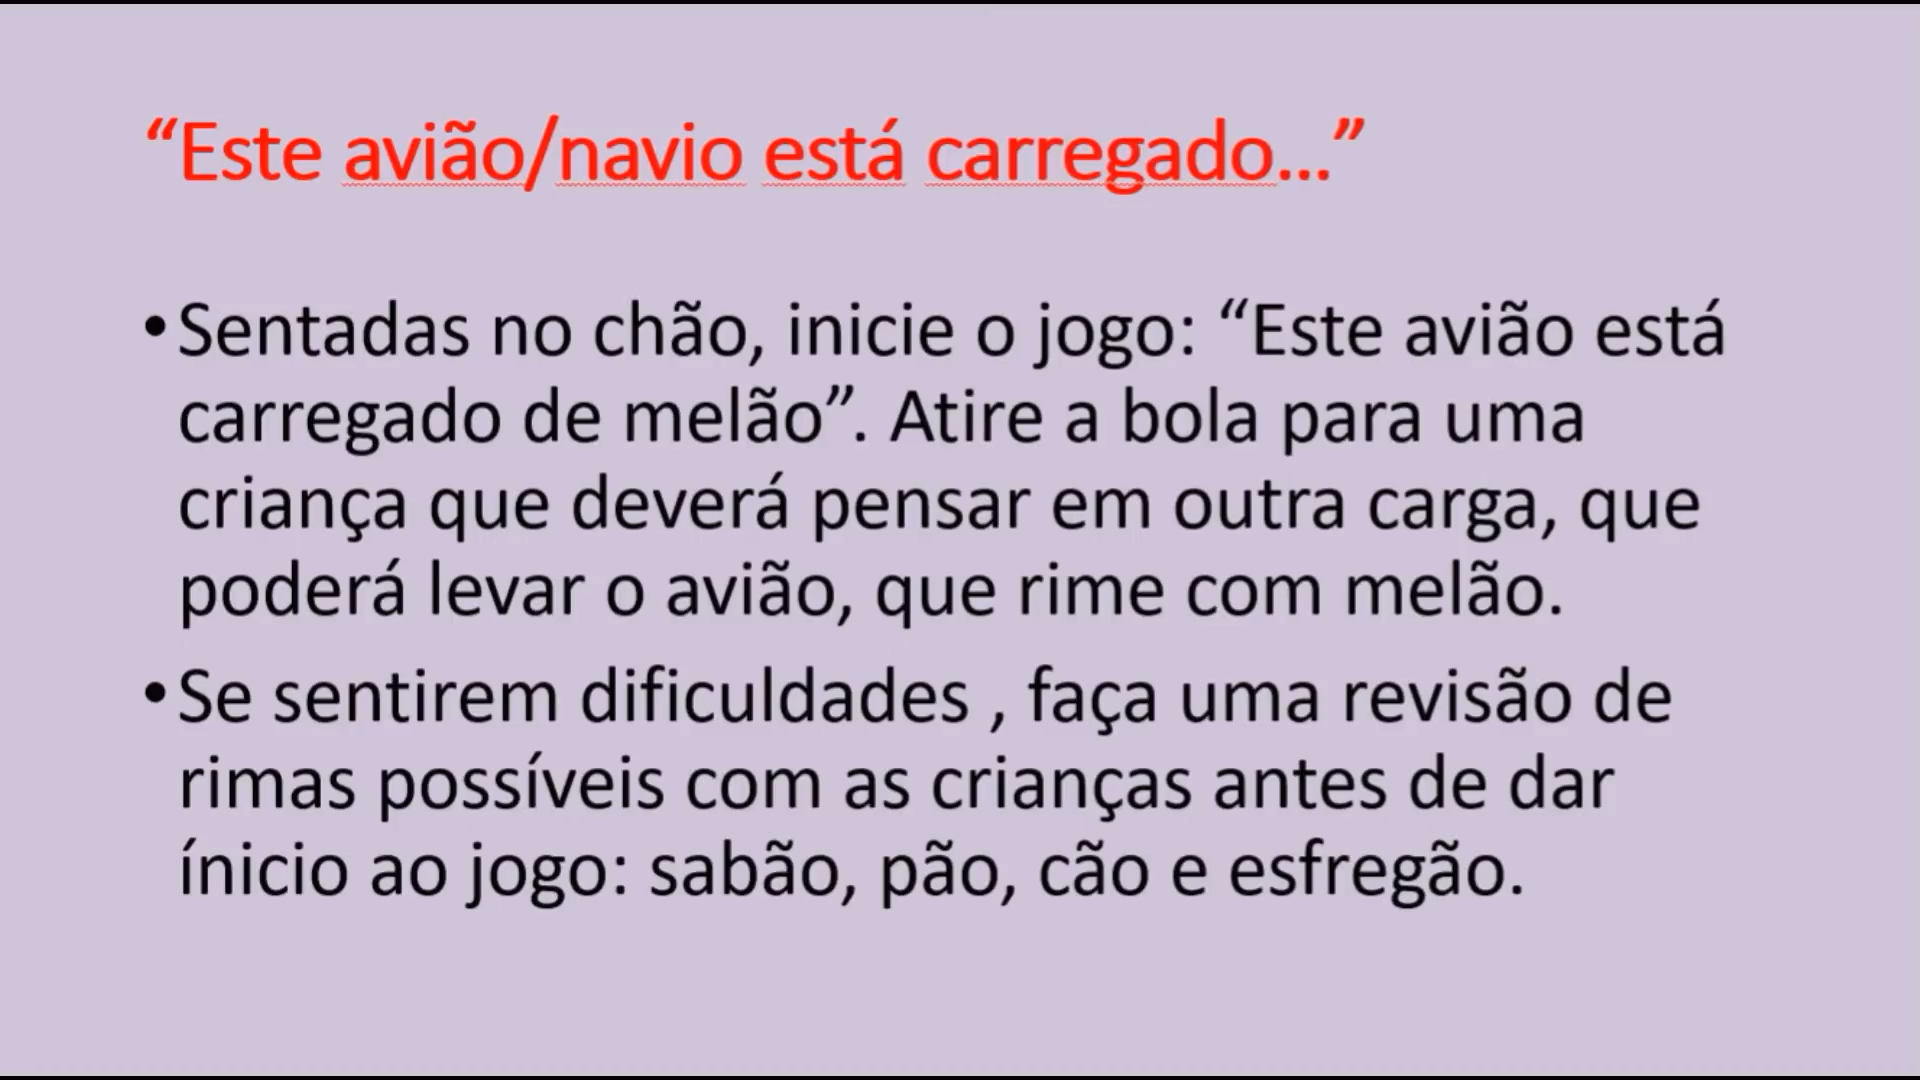 “Este avião/navio está carregado...”
•Sentadas no chão, inicie o jogo: “Este avião está
carregado de melão”. Atire a bola para uma
criança que deverá pensar em outra carga, que
poderá levar o avião, que rime com melão.
•Se sentirem dificuldades , faça uma revisão de
rimas possíveis com as crianças antes de dar
ínicio ao jogo: sabão, pão, cão e esfregão.